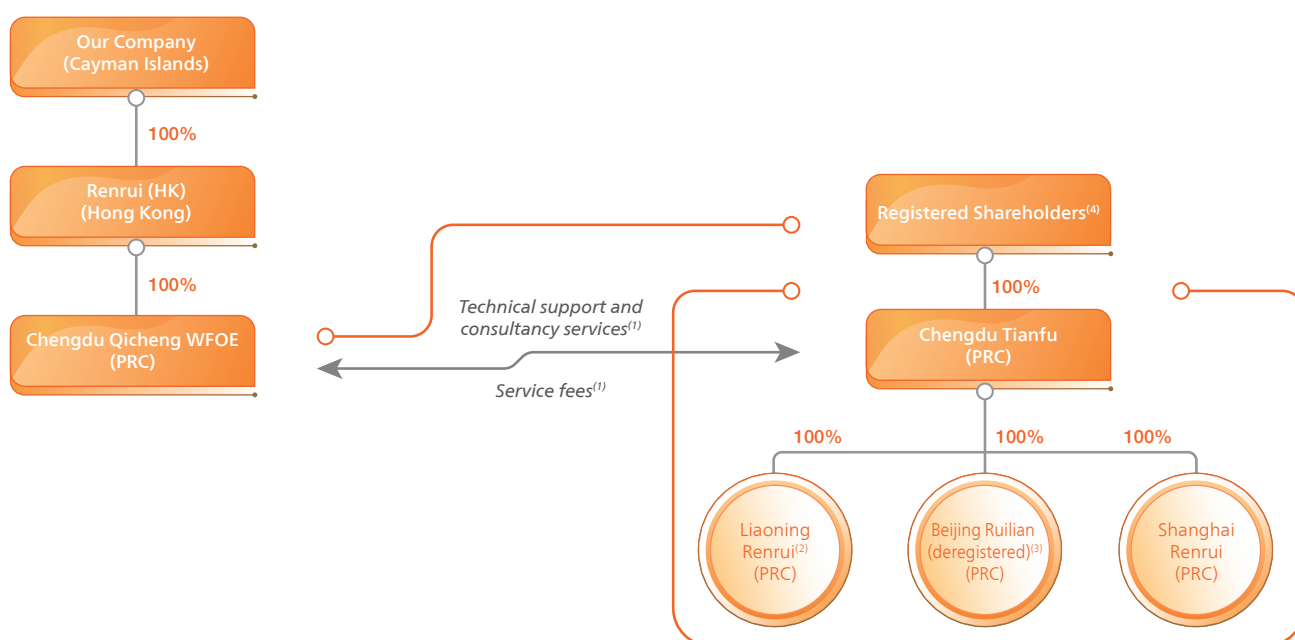 Our Company
(Cayman Islands)
100%
Renrui (HK)
(Hong Kong)
100%
Chengdu Qicheng WFOE
(PRC)
Technical support and
consultancy services(1)
Service fees(1)
Registered Shareholders(4)
100%
Chengdu Tianfu
(PRC)
100%
100%
100%
Liaoning
Renrui(2)
(PRC)
Beijing Ruilian
(deregistered)(3)
(PRC)
Shanghai
Renrui
(PRC)